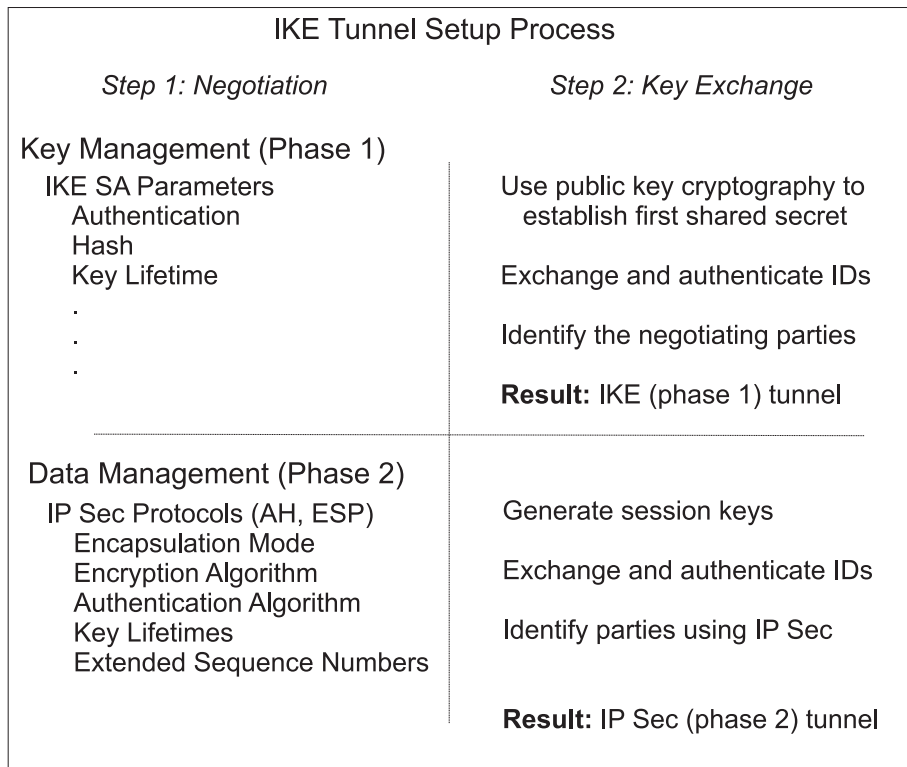 IKE Tunnel Setup Process
Step 1: Negotiation
Step 2: Key Exchange
Key Management (Phase 1)
IKE SA Parameters
Authentication
Hash
Key Lifetime
.
.
.
Use public key cryptography to
establish first shared secret
Exchange and authenticate IDs
Identify the negotiating parties
Result: IKE (phase 1) tunnel
Data Management (Phase 2)
IP Sec Protocols (AH, ESP)
Encapsulation Mode
Encryption Algorithm
Authentication Algorithm
Key Lifetimes
Extended Sequence Numbers
Generate session keys
Exchange and authenticate IDs
Identify parties using IP Sec
Result: IP Sec (phase 2) tunnel